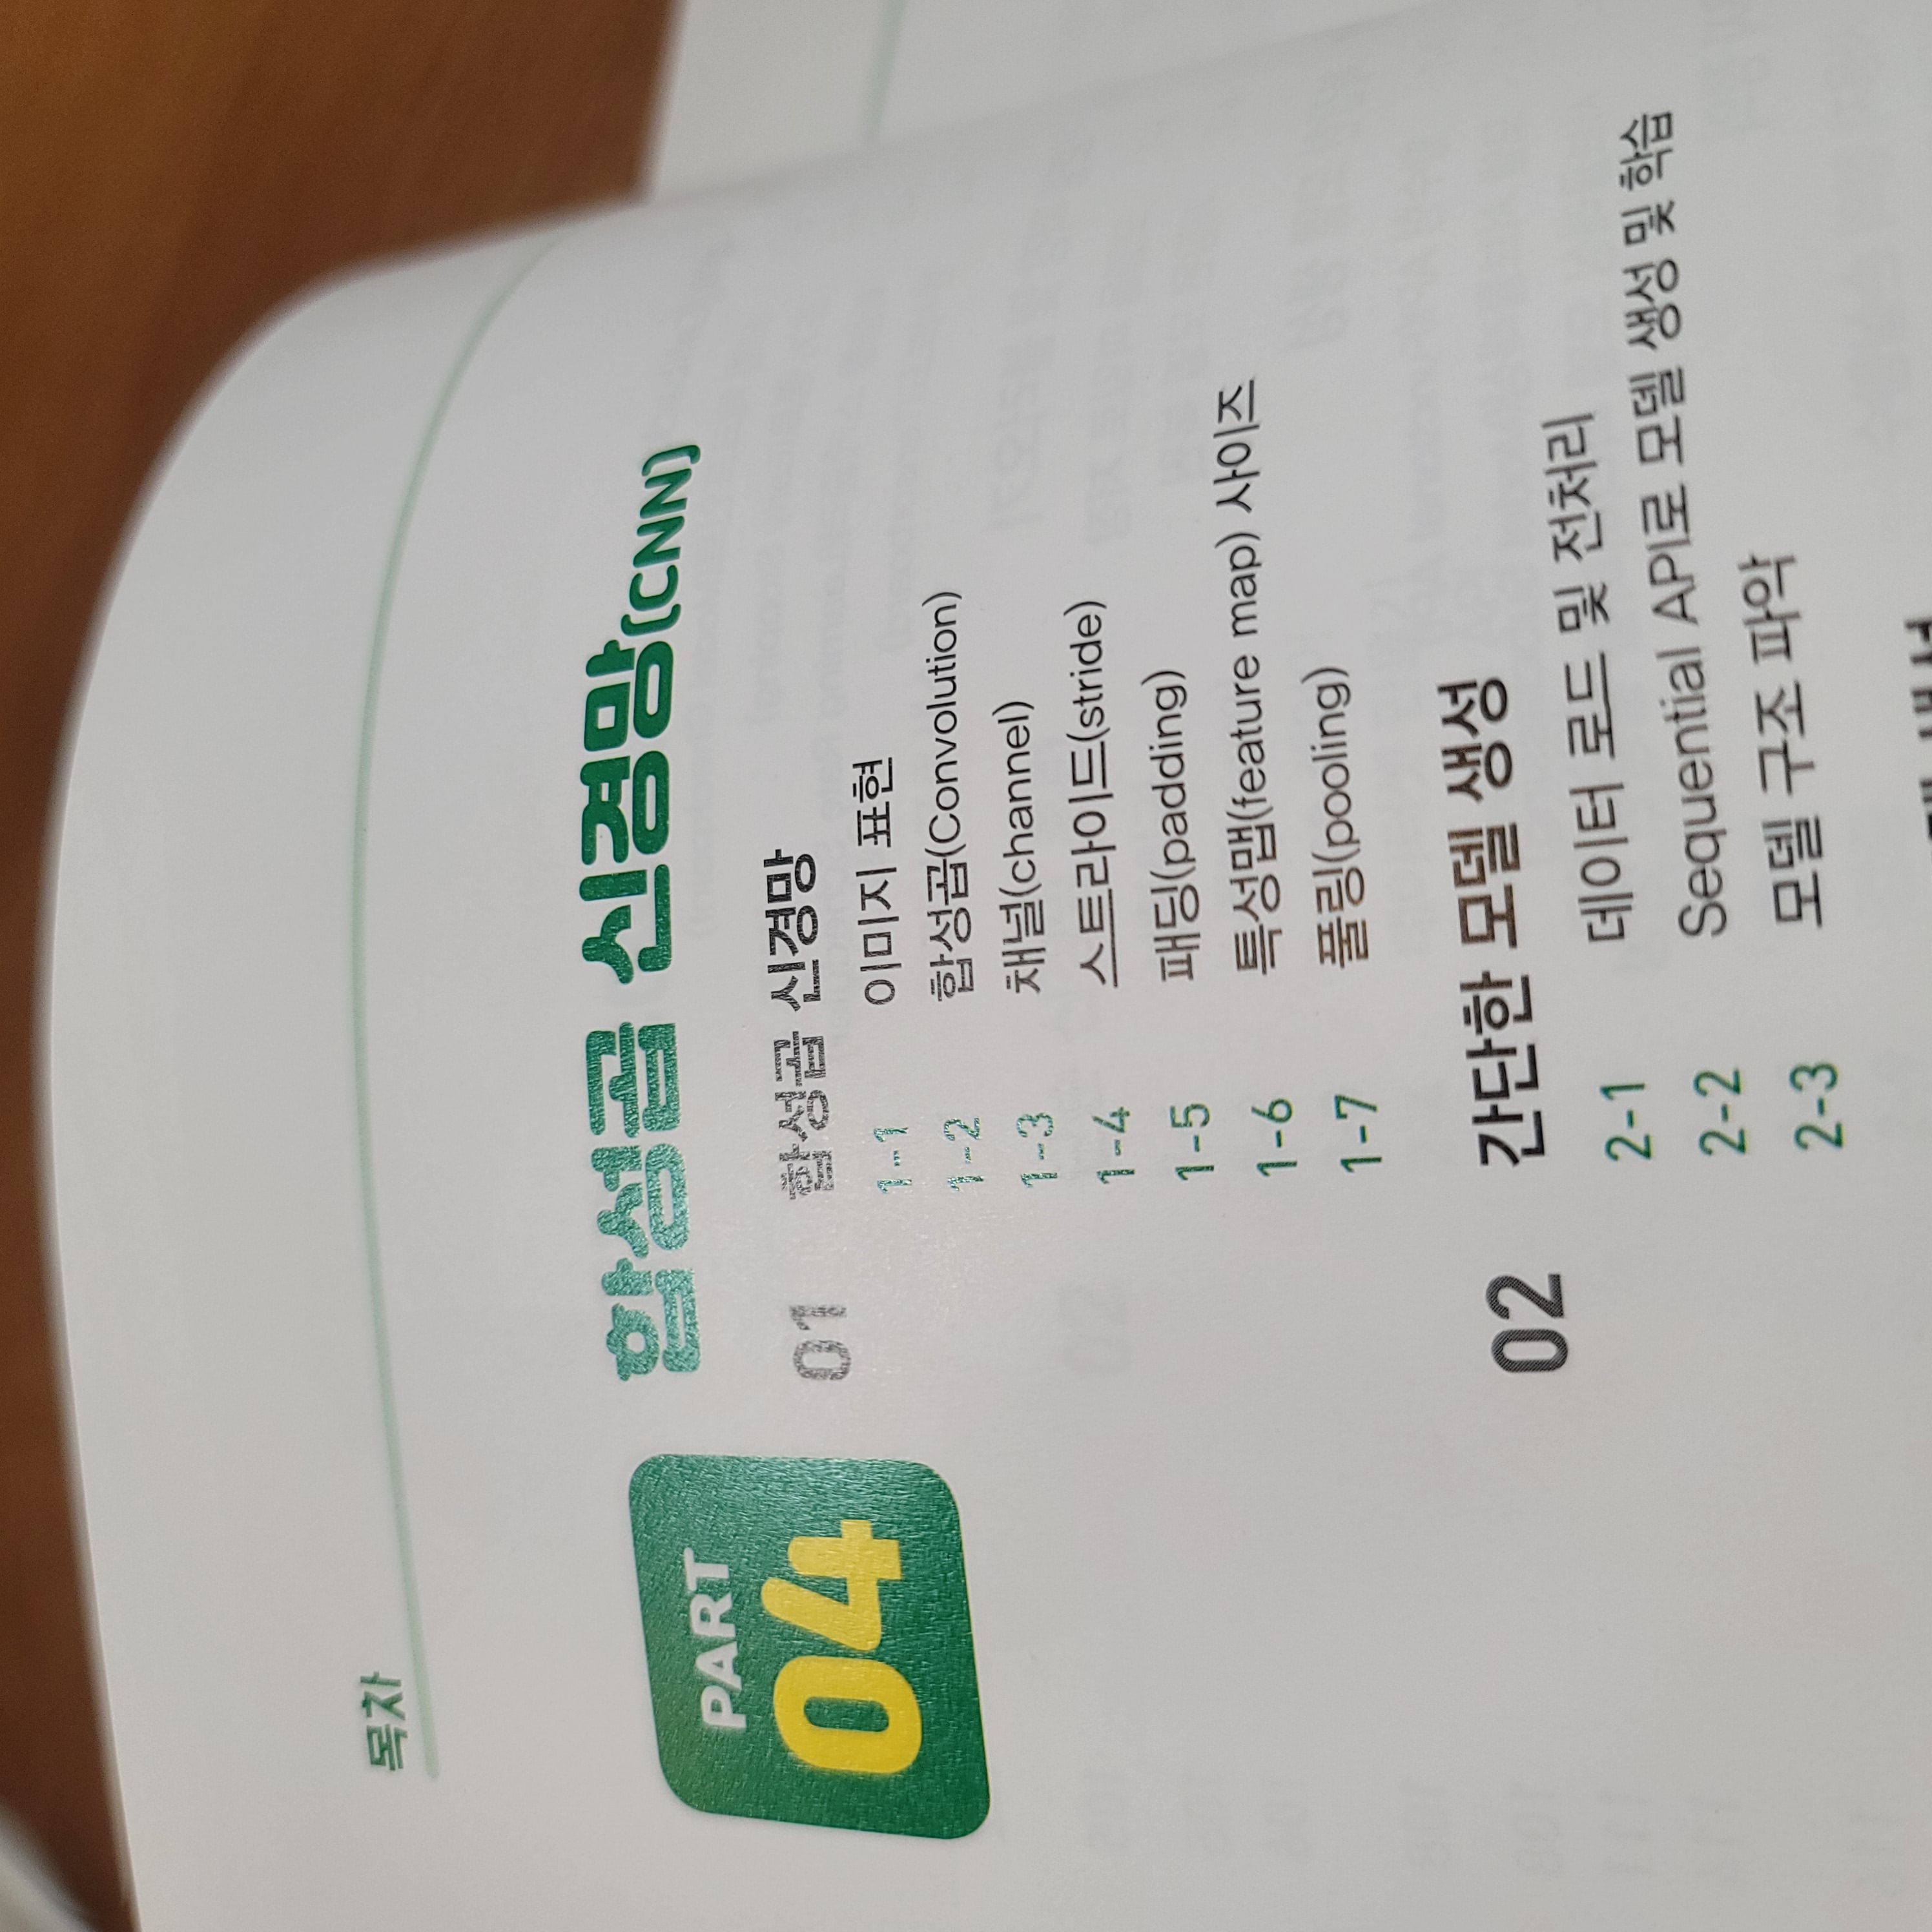 목차
PART
04
합성곱 신경망(CNN)
01 합성곱 신경망
1-1 이미지 표현
1-2 합성곱(Convolution)
1-3 채널(channel)
1-4 스트라이드(stride)
1-5 패딩(padding)
1-6 특성맵(feature map) 사이즈
1-7 풀링(pooling)
02 간단한 모델 생성
2-1 데이터 로드 및 전처리
2-2 Sequential API로 모델 생성 및 학습
2-3 모델 구조 파악